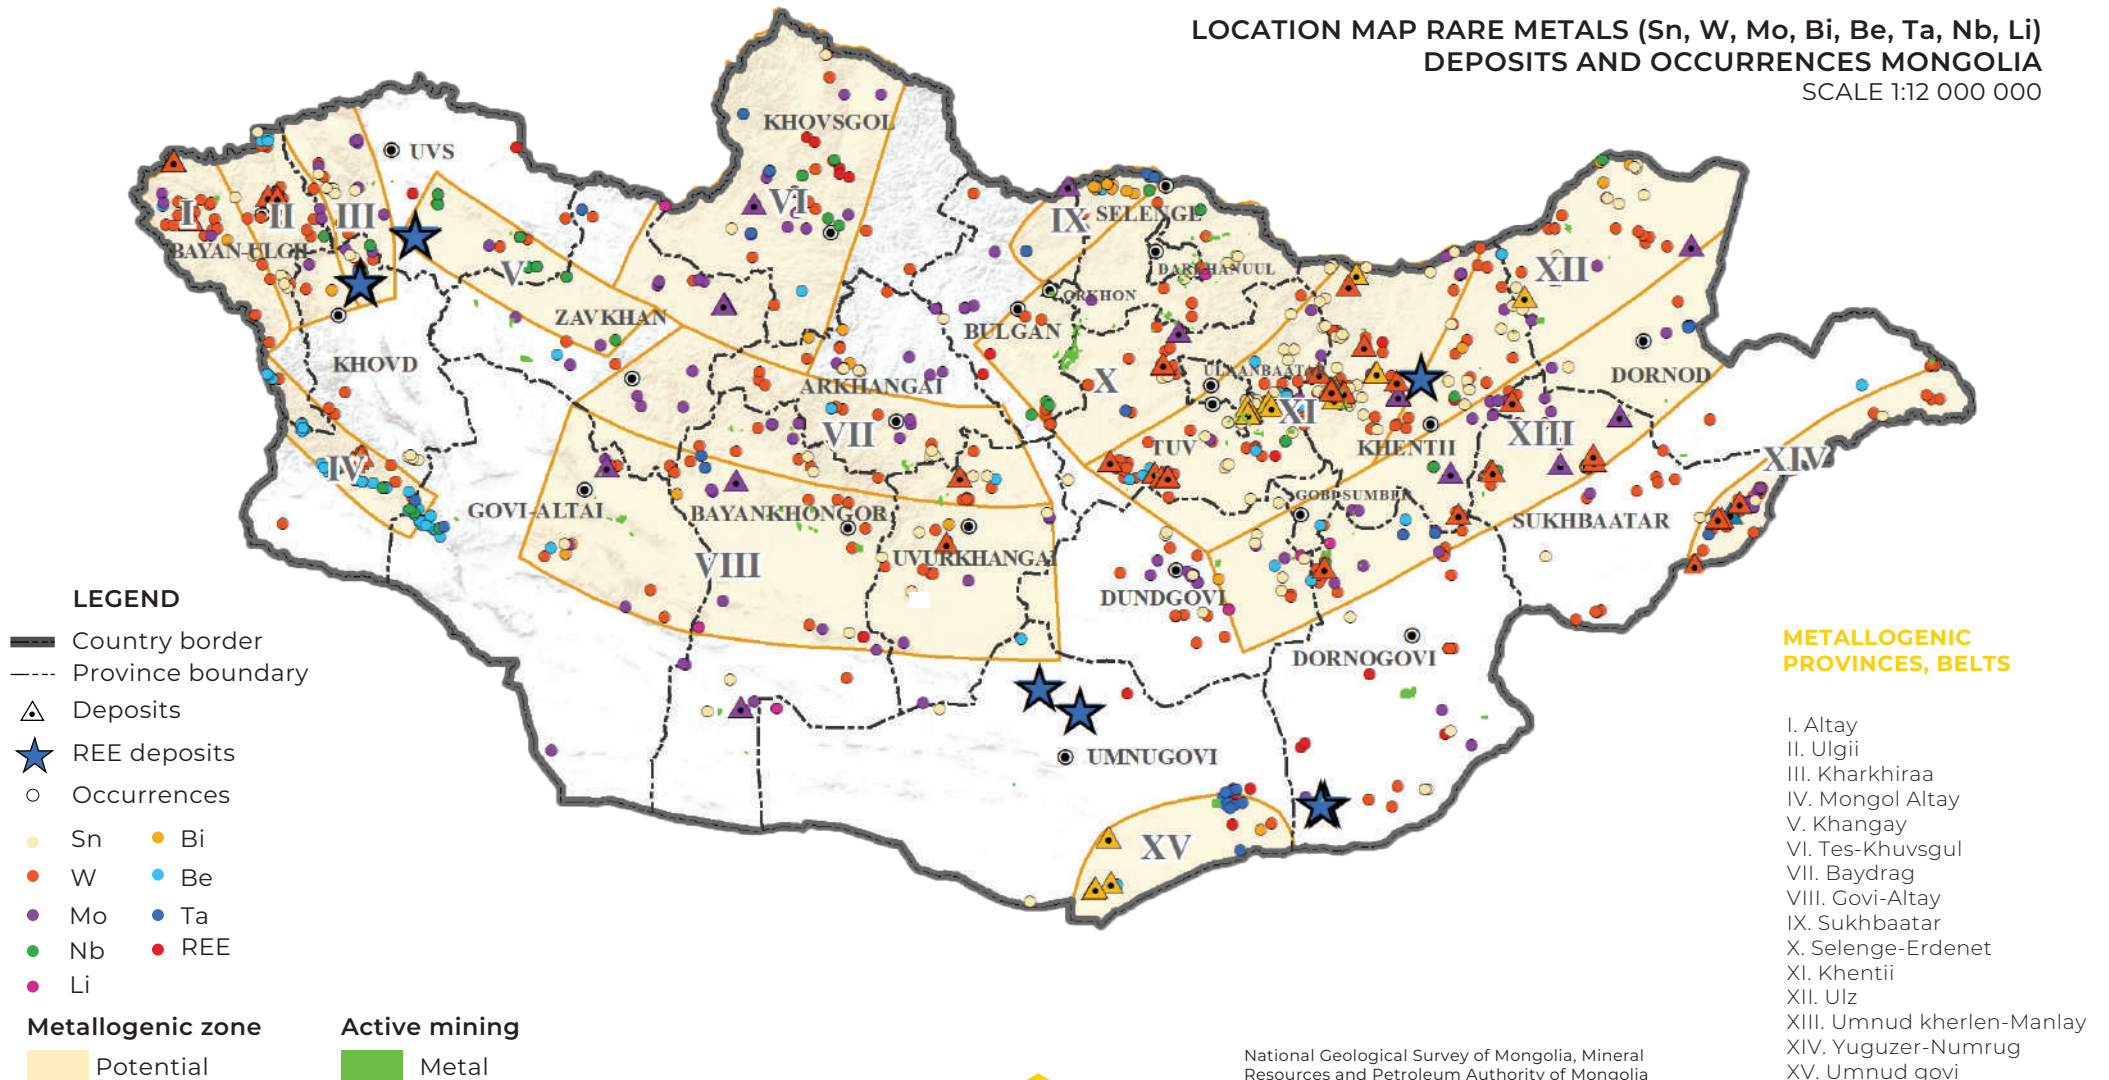 LOCATION MAP RARE METALS (Sn, W, Mo, Bi, Be, Ta, Nb, Li)
DEPOSITS AND OCCURRENCES MONGOLIA
SCALE 1:12 000 000
KHOVSGOL
UVS
VI
I
II
III
IX
SELENGE
BAYAN-ULGII
DARKHANUUL
XII
V
ORKHON
ZAVKHAN
BULGAN
KHOVD
ULAANBAATAR
DORNOD
ARKHANGAI
X
XI
VII
TUV
KHENTII
XIII
IV
XIV
GOVI-ALTAI
BAYANKHONGOR
GOBI-SUMBER
SUKHBAATAR
VIII
UVURKHANGAI
DUNDGOVI
DORNOGOVI
UMNUGOVI
XV
LEGEND
Country border
Province boundary
Deposits
REE deposits
Occurrences
Sn
Bi
W
Be
Mo
Ta
Nb
REE
Li
Metallogenic zone
Active mining
Potential
Metal
METALLOGENIC
PROVINCES, BELTS
I. Altay
II. Ulgii
III. Kharkhiraa
IV. Mongol Altay
V. Khangay
VI. Tes-Khuvsgul
VII. Baydrag
VIII. Govi-Altay
IX. Sukhbaatar
X. Selenge-Erdenet
XI. Khentii
XII. Ulz
XIII. Umnud kherlen-Manlay
XIV. Yuguzer-Numrug
XV. Umnud govi
National Geological Survey of Mongolia, Mineral
Resources and Petroleum Authority of Mongolia